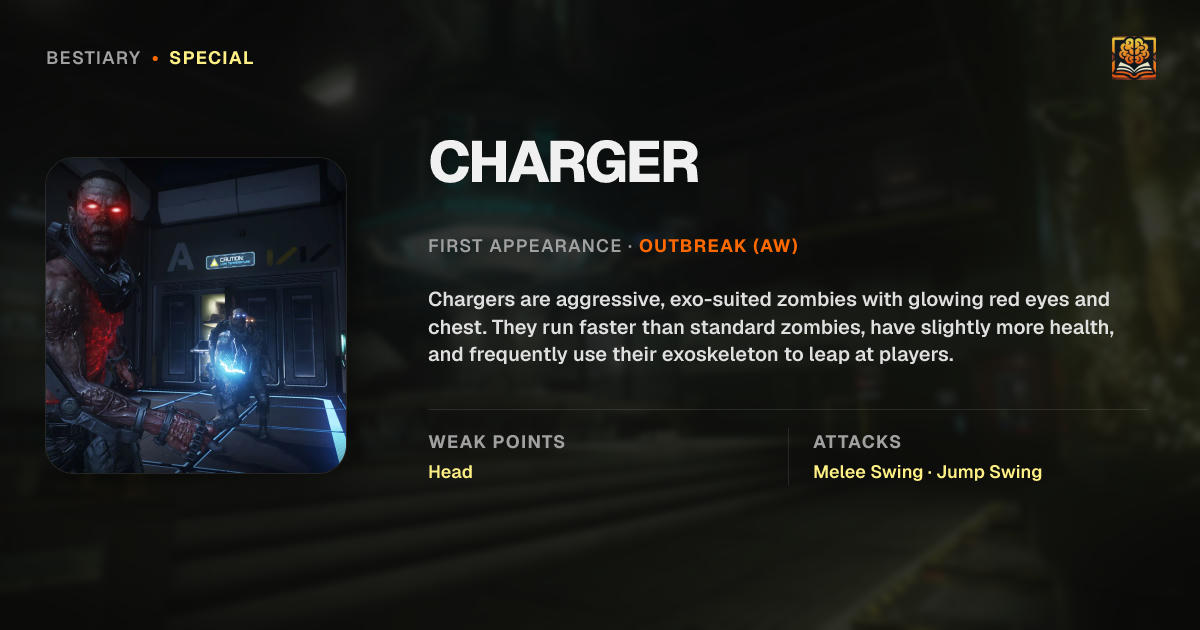 BESTIARY • SPECIAL
CHARGER
FIRST APPEARANCE · OUTBREAK (AW)
Chargers are aggressive, exo-suited zombies with glowing red eyes and
chest. They run faster than standard zombies, have slightly more health,
and frequently use their exoskeleton to leap at players.
WEAK POINTS
Head
ATTACKS
Melee Swing · Jump Swing
A
CAUTION